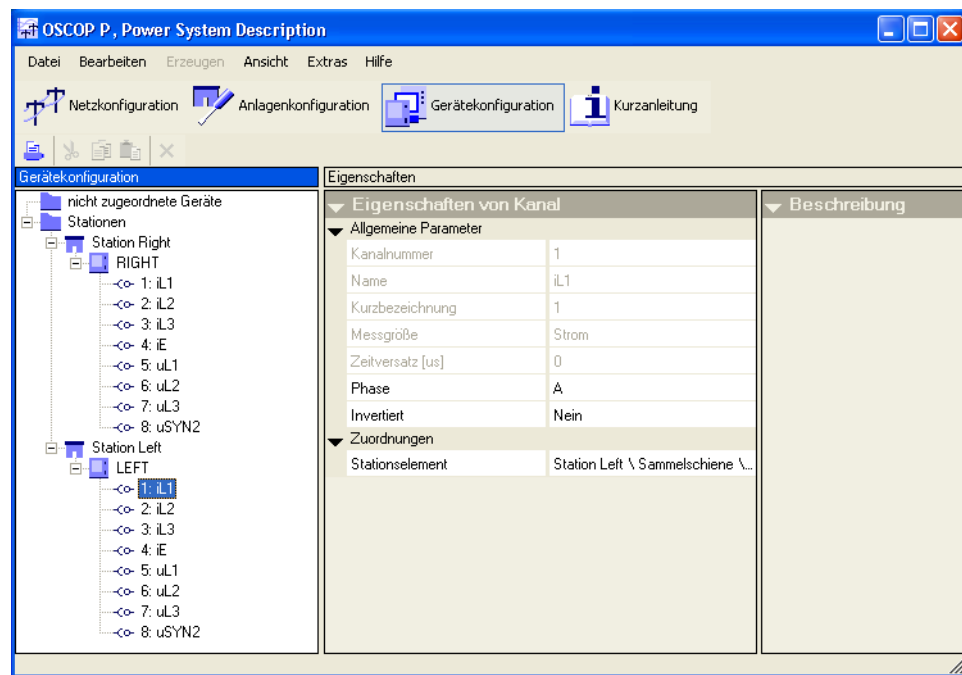 OSCOP P, Power System Description
Datei Bearbeiten Erzeugen Ansicht Extras Hilfe
Netzkonfiguration Anlagenkonfiguration Gerätekonfiguration Kurzanleitung
Gerätekonfiguration
nicht zugeordnete Geräte
Stationen
Station Right
RIGHT
1: iL1
2: iL2
3: iL3
4: iE
5: uL1
6: uL2
7: uL3
8: uSYN2
Station Left
LEFT
1: iL1
2: iL2
3: iL3
4: iE
5: uL1
6: uL2
7: uL3
8: uSYN2
Eigenschaften
Eigenschaften von Kanal
Allgemeine Parameter
Kanalnummer 1
Name iL1
Kurzbezeichnung 1
Messgröße Strom
Zeitversatz [us] 0
Phase A
Invertiert Nein
Zuordnungen
Stationselement Station Left \ Sammelschiene \...
Beschreibung